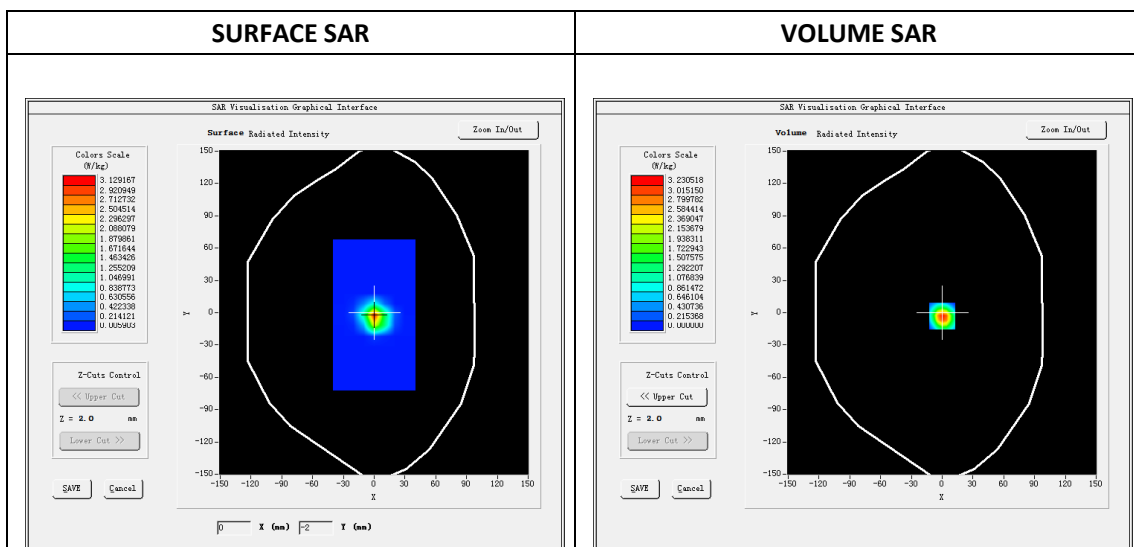 SURFACE SAR
VOLUME SAR
SAR Visualisation Graphical Interface
Surface Radiated Intensity
Zoom In/Out
Colors Scale
(W/kg)
3.129167
2.920949
2.712732
2.504514
2.296297
2.088079
1.879861
1.671644
1.463426
1.255209
1.046991
0.838773
0.630556
0.422338
0.214121
0.005903
Z-Cuts Control
<< Upper Cut
Z = 2.0 mm
Lower Cut >>
SAVE Cancel
150
120
90
60
30
0
-30
-60
-90
-120
-150
Y
-150 -120 -90 -60 -30 0 30 60 90 120 150
X
0 X (mm) -2 Y (mm)
SAR Visualisation Graphical Interface
Volume Radiated Intensity
Zoom In/Out
Colors Scale
(W/kg)
3.230518
3.015150
2.799782
2.584414
2.369047
2.153679
1.938311
1.722943
1.507575
1.292207
1.076839
0.861472
0.646104
0.430736
0.215368
0.000000
Z-Cuts Control
<< Upper Cut
Z = 2.0 mm
Lower Cut >>
SAVE Cancel
150
120
90
60
30
0
-30
-60
-90
-120
-150
Y
-150 -120 -90 -60 -30 0 30 60 90 120 150
X